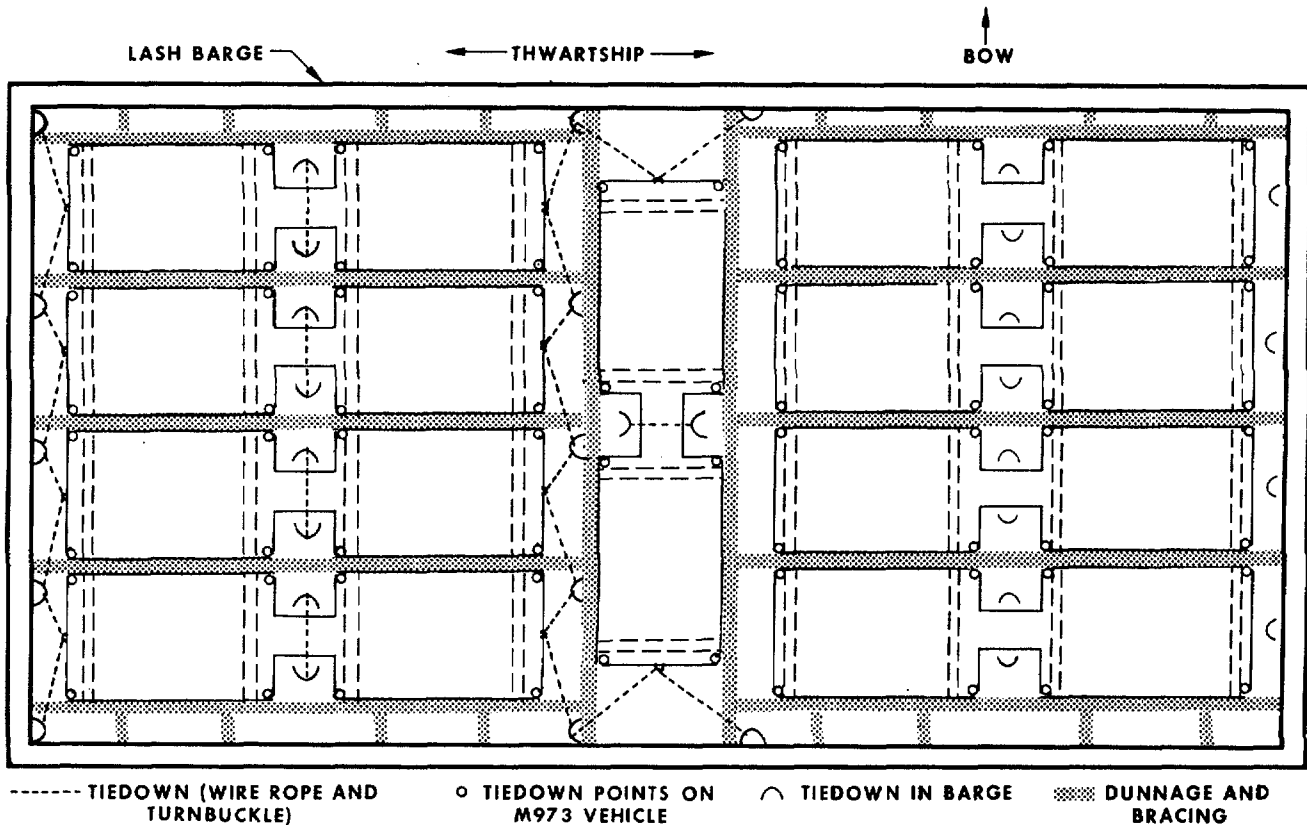 LASH BARGE
THWARTSHIP
BOW
TIEDOWN (WIRE ROPE AND
TURNBUCKLE)
TIEDOWN POINTS ON
M973 VEHICLE
TIEDOWN IN BARGE
DUNNAGE AND
BRACING